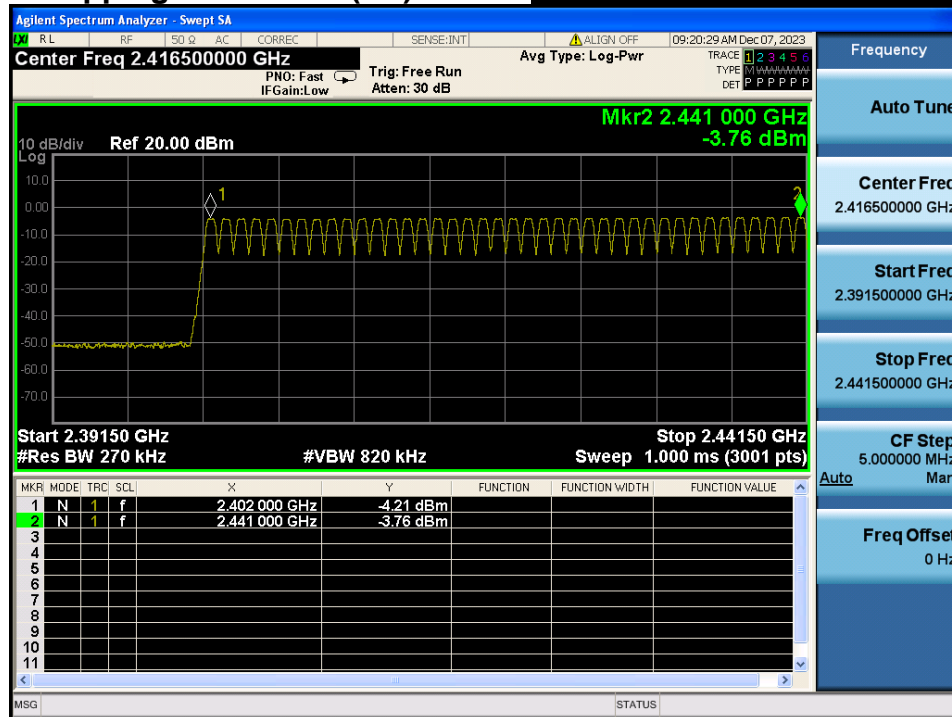 Agilent Spectrum Analyzer - Swept SA
LXI RL RF 50 Ω AC CORREC SENSE:INT ALIGN OFF 09:20:29 AM Dec 07, 2023
Center Freq 2.416500000 GHz
PNO: Fast
IFGain:Low
Trig: Free Run
Atten: 30 dB
Avg Type: Log-Pwr
TRACE 1 2 3 4 5 6
TYPE M WWWWW
DET P P P P P P
Mkr2 2.441 000 GHz
-3.76 dBm
10 dB/div Ref 20.00 dBm
Log
10.0
0.00
-10.0
-20.0
-30.0
-40.0
-50.0
-60.0
-70.0
1
2
Start 2.39150 GHz Stop 2.44150 GHz
#Res BW 270 kHz #VBW 820 kHz Sweep 1.000 ms (3001 pts)
MKR MODE TRC SCL X Y FUNCTION FUNCTION WIDTH FUNCTION VALUE
1 N 1 f 2.402 000 GHz -4.21 dBm
2 N 1 f 2.441 000 GHz -3.76 dBm
3
4
5
6
7
8
9
10
11
MSG STATUS
Frequency
Auto Tune
Center Freq
2.416500000 GHz
Start Freq
2.391500000 GHz
Stop Freq
2.441500000 GHz
CF Step
5.000000 MHz
Auto Man
Freq Offset
0 Hz